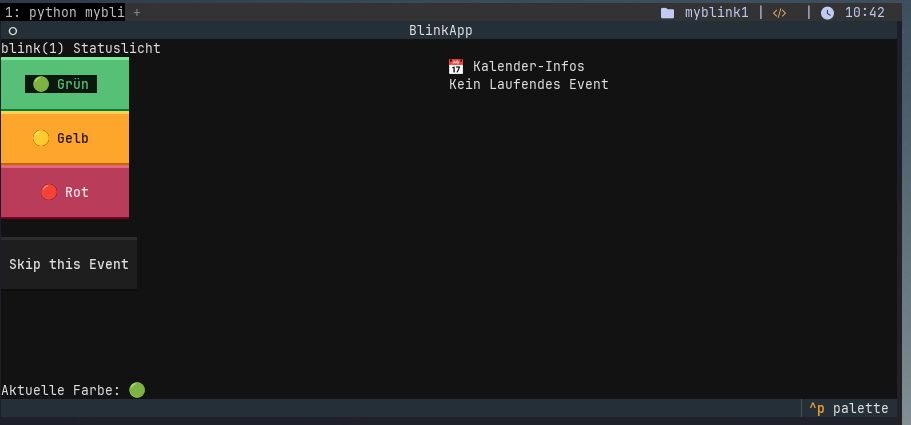 1: python mybli + myblink1 | </> | 10:42
BlinkApp
blink(1) Statuslicht
🟢 Grün
🟡 Gelb
🔴 Rot
Skip this Event
📅 Kalender-Infos
Kein Laufendes Event
Aktuelle Farbe: 🟢
^p palette